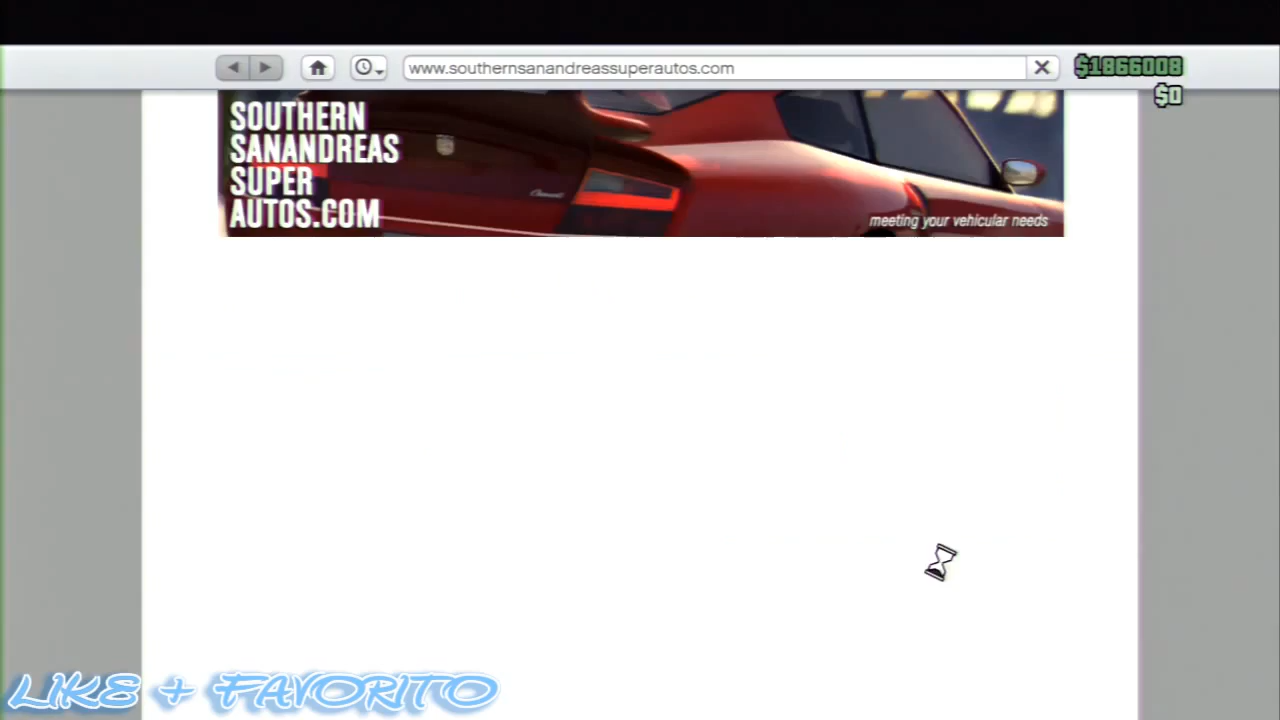 www.southernsanandreassuperautos.com
$1866008
$0
SOUTHERN
SANANDREAS
SUPER
AUTOS.COM
meeting your vehicular needs
LIKE + FAVORITO